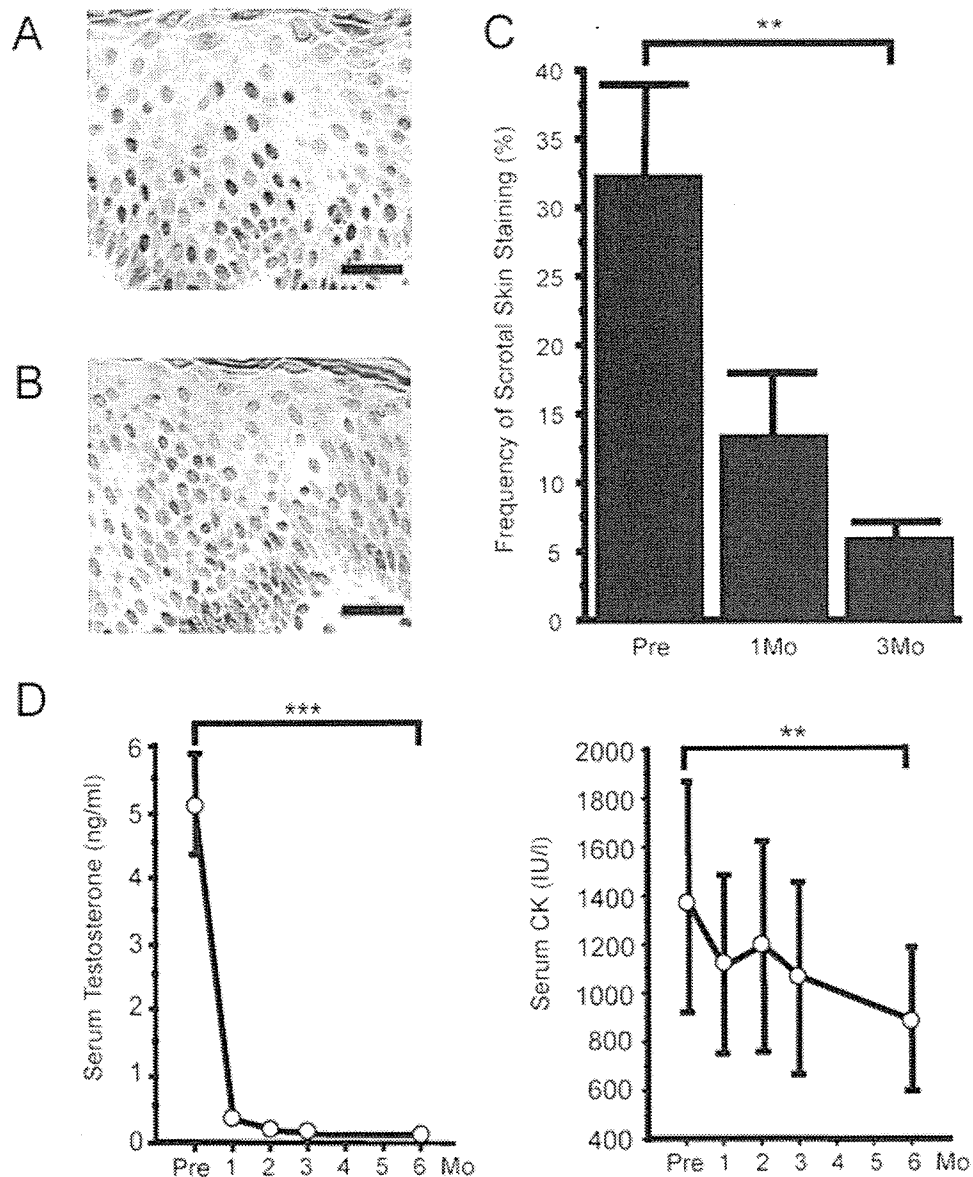 A
B
C
**
Frequency of Scrotal Skin Staining (%)
40
35
30
25
20
15
10
5
0
Pre 1Mo 3Mo
D
***
Serum Testosterone (ng/ml)
6
5
4
3
2
1
0
Pre 1 2 3 4 5 6 Mo
**
Serum CK (IU/l)
2000
1800
1600
1400
1200
1000
800
600
400
Pre 1 2 3 4 5 6 Mo